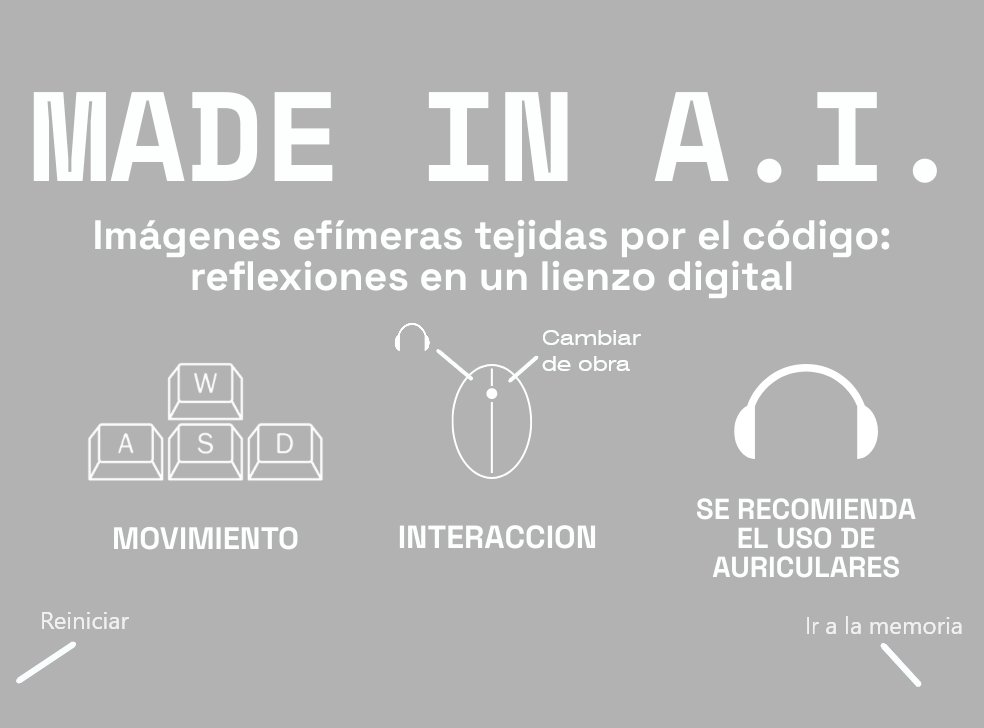 MADE IN A.I.
Imágenes efímeras tejidas por el código:
reflexiones en un lienzo digital
Cambiar
de obra
W
A S D
MOVIMIENTO
INTERACCION
SE RECOMIENDA
EL USO DE
AURICULARES
Reiniciar
Ir a la memoria